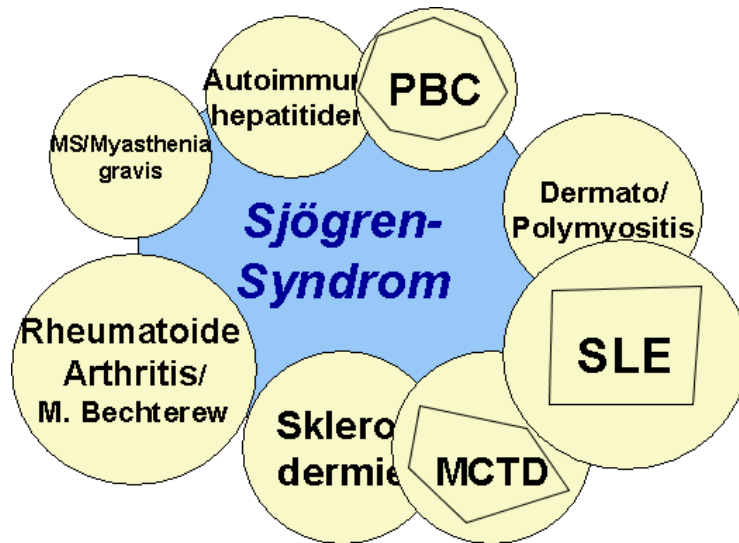 Autoimmun
hepatitiden
PBC
MS/Myasthenia
gravis
Dermato/
Polymyositis
Sjögren-
Syndrom
Rheumatoide
Arthritis/
M. Bechterew
SLE
Sklero
dermie
MCTD